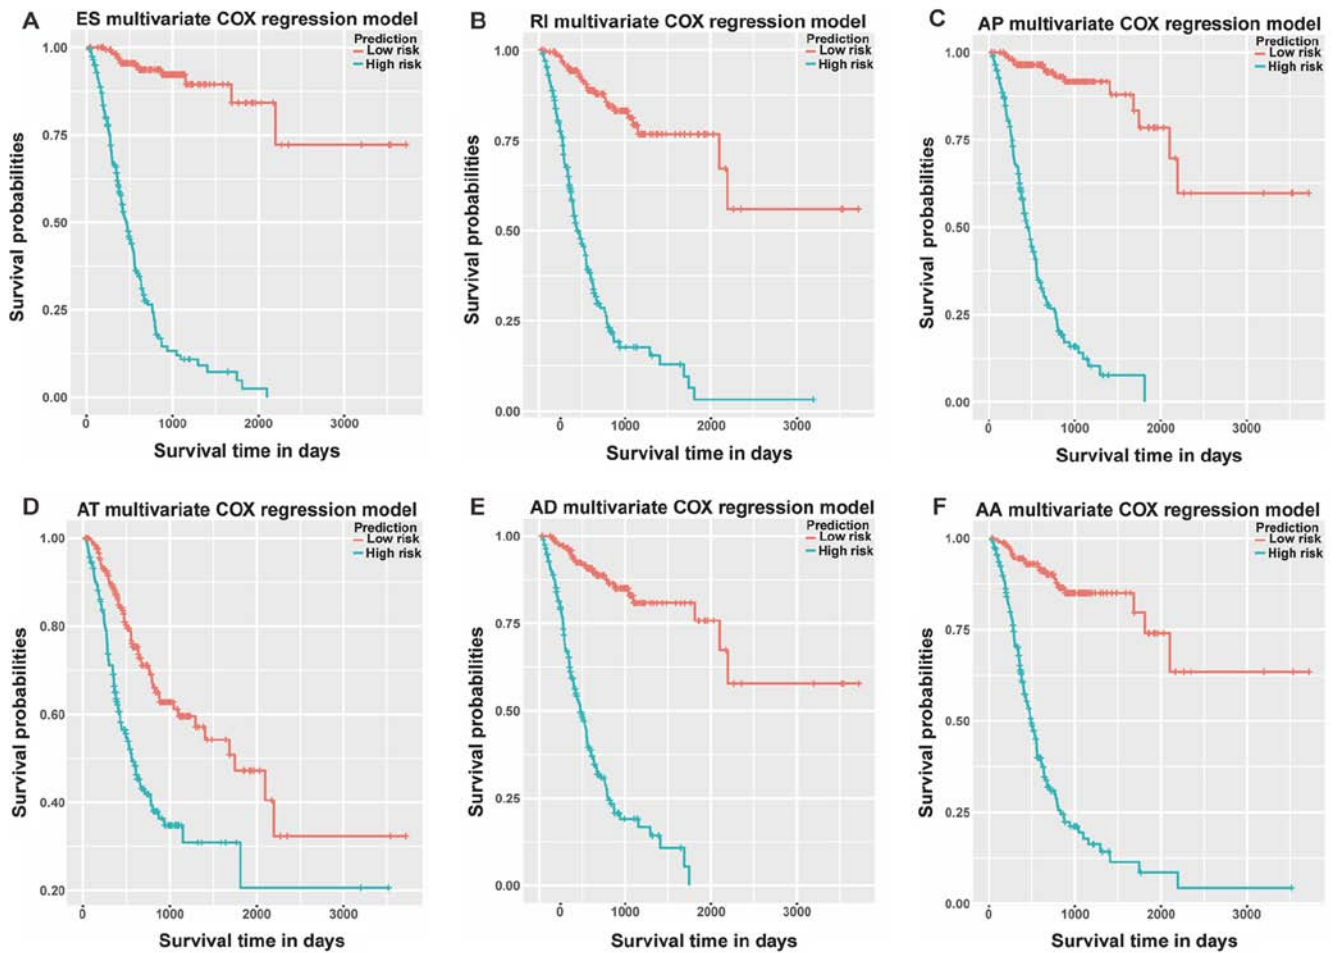 A
ES multivariate COX regression model
Prediction
Low risk
High risk
1.00
0.75
0.50
0.25
0.00
Survival probabilities
0 1000 2000 3000
Survival time in days
B
RI multivariate COX regression model
Prediction
Low risk
High risk
1.00
0.75
0.50
0.25
0.00
Survival probabilities
0 1000 2000 3000
Survival time in days
C
AP multivariate COX regression model
Prediction
Low risk
High risk
1.00
0.75
0.50
0.25
0.00
Survival probabilities
0 1000 2000 3000
Survival time in days
D
AT multivariate COX regression model
Prediction
Low risk
High risk
1.00
0.80
0.60
0.40
0.20
Survival probabilities
0 1000 2000 3000
Survival time in days
E
AD multivariate COX regression model
Prediction
Low risk
High risk
1.00
0.75
0.50
0.25
0.00
Survival probabilities
0 1000 2000 3000
Survival time in days
F
AA multivariate COX regression model
Prediction
Low risk
High risk
1.00
0.75
0.50
0.25
0.00
Survival probabilities
0 1000 2000 3000
Survival time in days